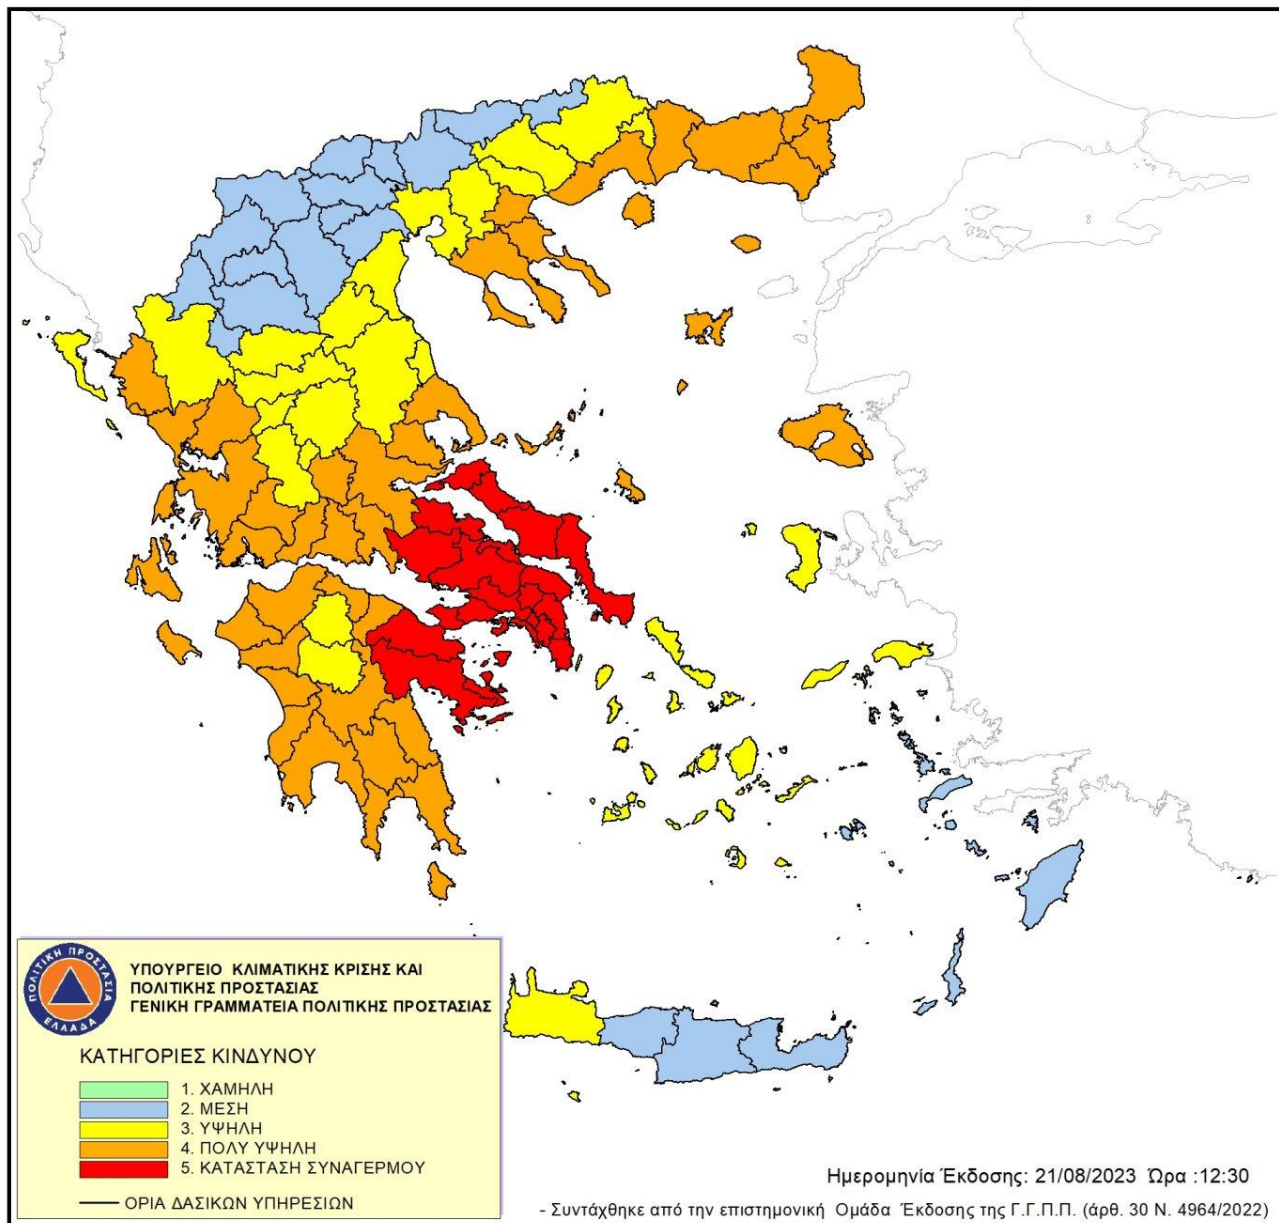 ΠΟΛΙΤΙΚΗ ΠΡΟΣΤΑΣΙΑ
ΕΛΛΑΔΑ
ΥΠΟΥΡΓΕΙΟ ΚΛΙΜΑΤΙΚΗΣ ΚΡΙΣΗΣ ΚΑΙ
ΠΟΛΙΤΙΚΗΣ ΠΡΟΣΤΑΣΙΑΣ
ΓΕΝΙΚΗ ΓΡΑΜΜΑΤΕΙΑ ΠΟΛΙΤΙΚΗΣ ΠΡΟΣΤΑΣΙΑΣ
ΚΑΤΗΓΟΡΙΕΣ ΚΙΝΔΥΝΟΥ
1. ΧΑΜΗΛΗ
2. ΜΕΣΗ
3. ΥΨΗΛΗ
4. ΠΟΛΥ ΥΨΗΛΗ
5. ΚΑΤΑΣΤΑΣΗ ΣΥΝΑΓΕΡΜΟΥ
ΟΡΙΑ ΔΑΣΙΚΩΝ ΥΠΗΡΕΣΙΩΝ
Ημερομηνία Έκδοσης: 21/08/2023 Ώρα :12:30
- Συντάχθηκε από την επιστημονική Ομάδα Έκδοσης της Γ.Γ.Π.Π. (άρθ. 30 Ν. 4964/2022)